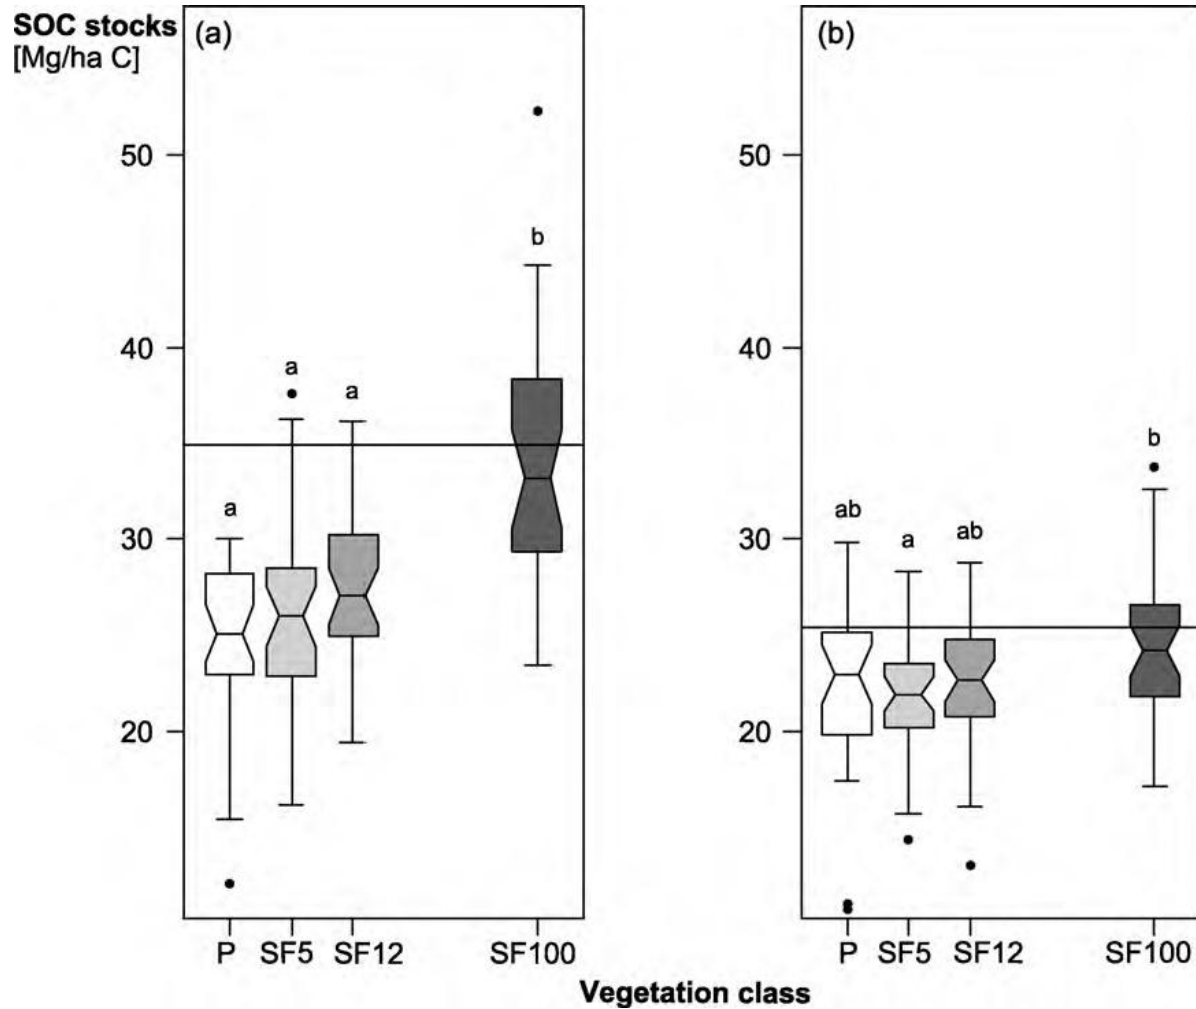 SOC stocks
[Mg/ha C]
(a)
50
40
30
20
a
a
a
b
P SF5 SF12 SF100
(b)
50
40
30
20
ab
a
ab
b
P SF5 SF12 SF100
Vegetation class